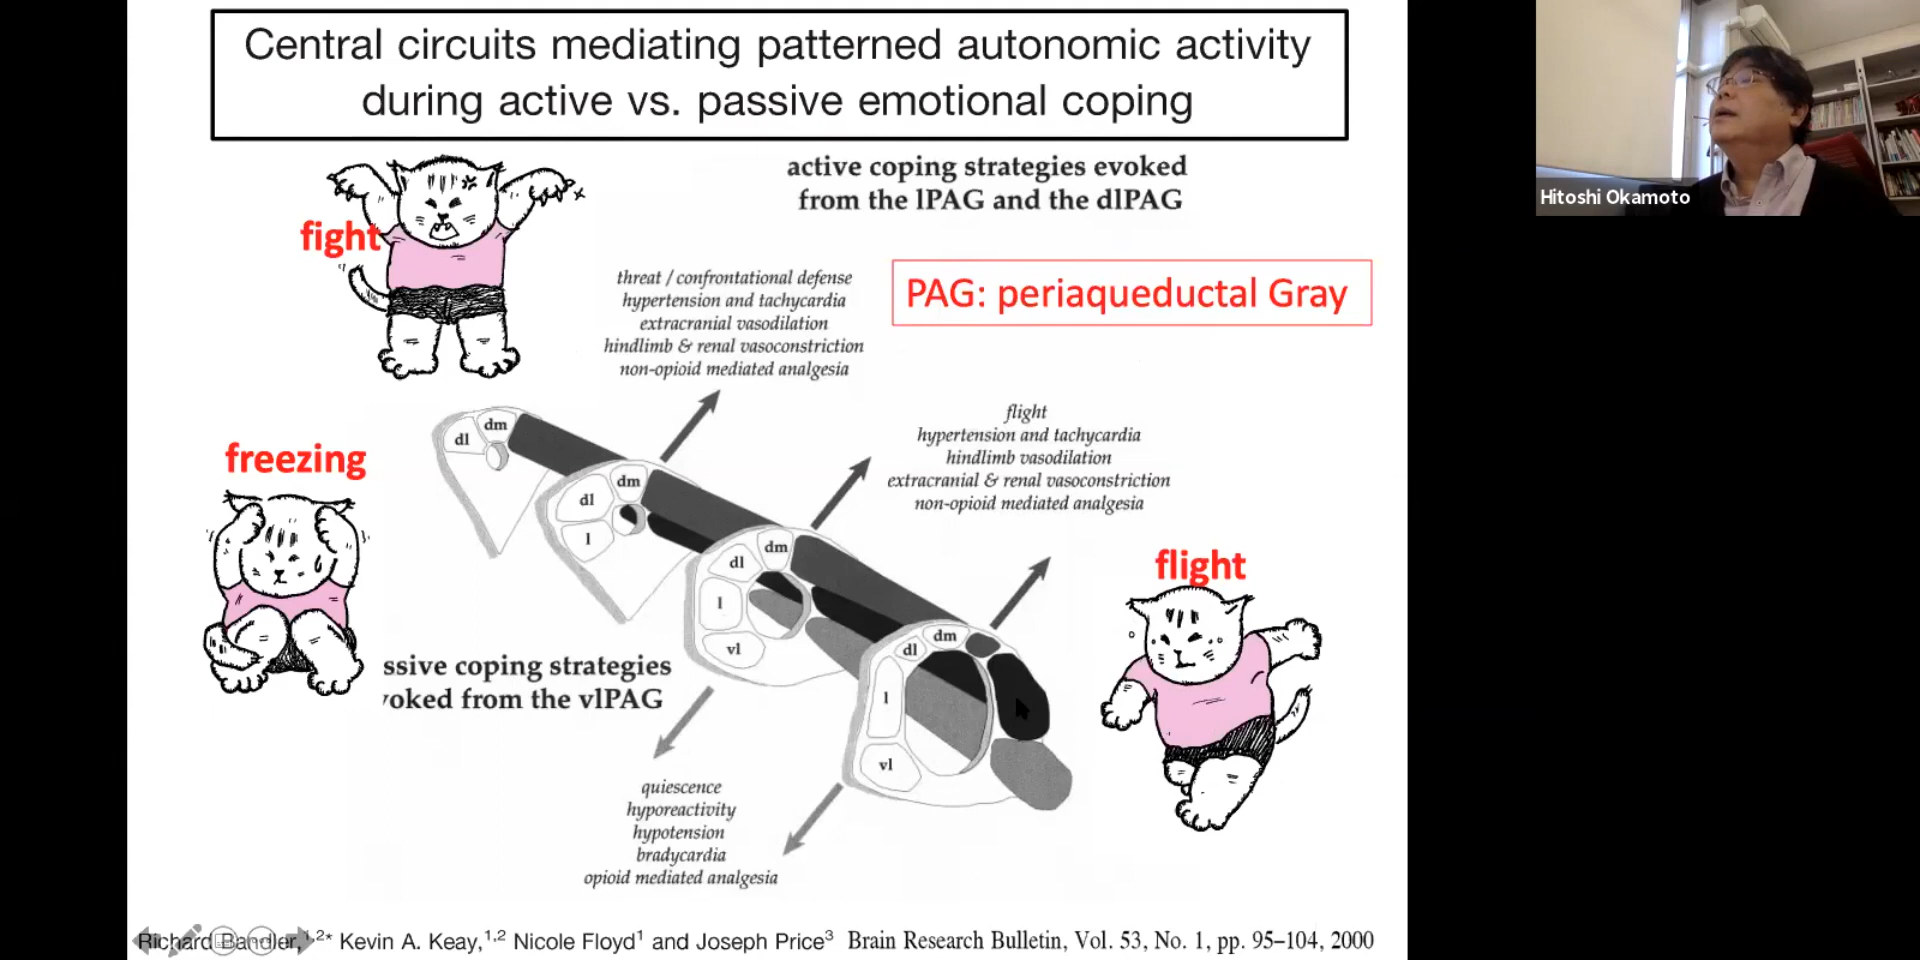 Central circuits mediating patterned autonomic activity
during active vs. passive emotional coping
Hitoshi Okamoto
active coping strategies evoked
from the lPAG and the dlPAG
fight
PAG: periaqueductal Gray
threat / confrontational defense
hypertension and tachycardia
extracranial vasodilation
hindlimb & renal vasoconstriction
non-opioid mediated analgesia
flight
hypertension and tachycardia
hindlimb vasodilation
extracranial & renal vasoconstriction
non-opioid mediated analgesia
freezing
dl
dm
dl
dm
l
dl
dm
l
vl
dl
dm
l
vl
flight
ssive coping strategies
voked from the vlPAG
quiescence
hyporeactivity
hypotension
bradycardia
opioid mediated analgesia
Richard Bandler,1,2* Kevin A. Keay,1,2 Nicole Floyd1 and Joseph Price3 Brain Research Bulletin, Vol. 53, No. 1, pp. 95–104, 2000